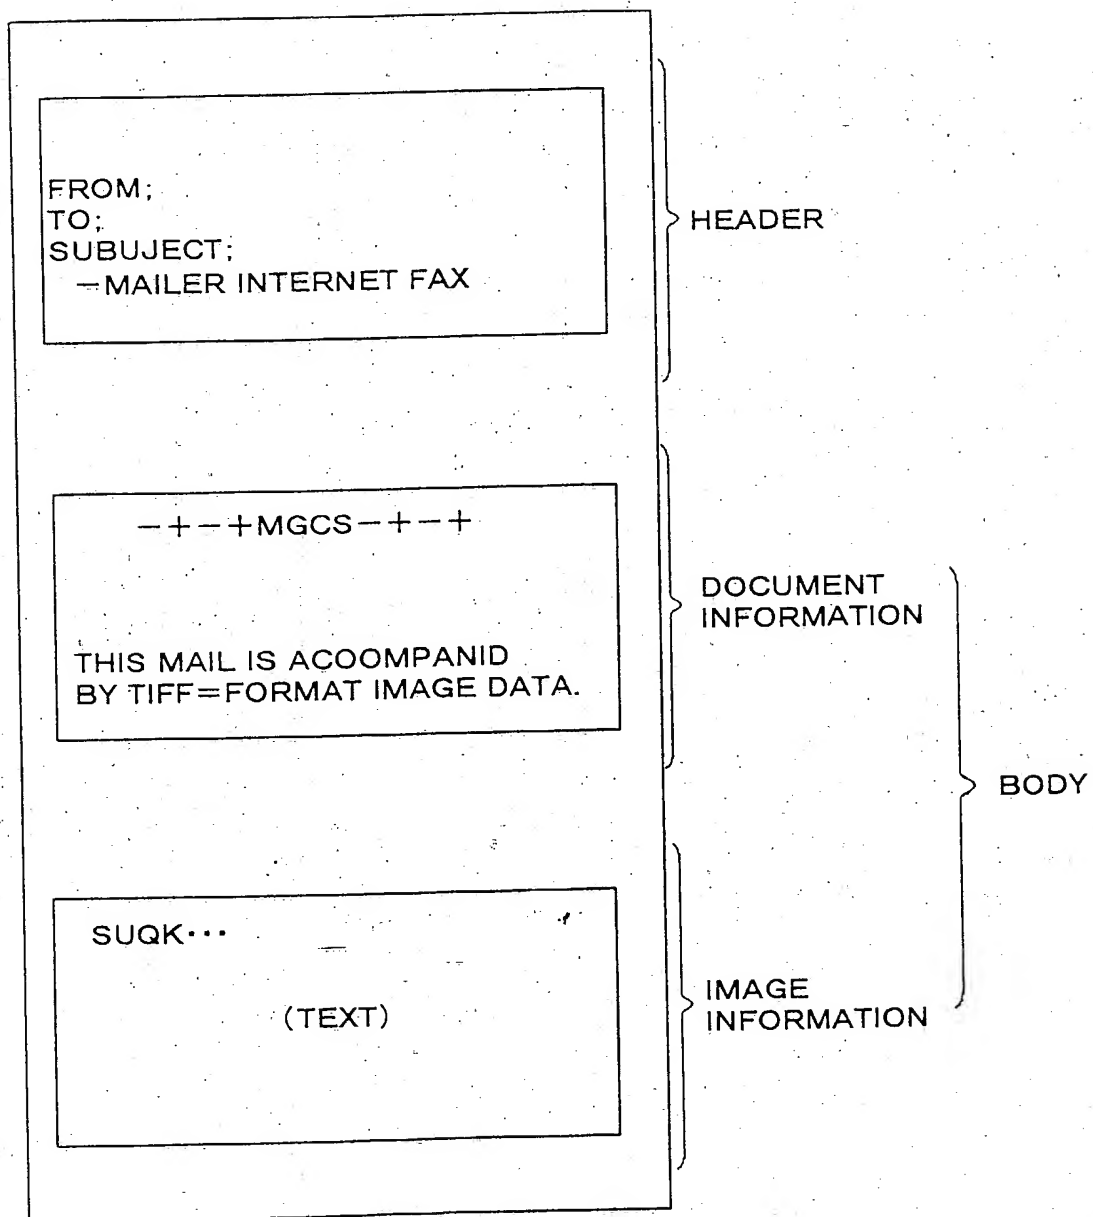 FROM;
TO;
SUBUJECT;
-MAILER INTERNET FAX
HEADER
-+-+MGCS-+-+
THIS MAIL IS ACOOMPANID
BY TIFF=FORMAT IMAGE DATA.
DOCUMENT
INFORMATION
BODY
SUQK···
(TEXT)
IMAGE
INFORMATION